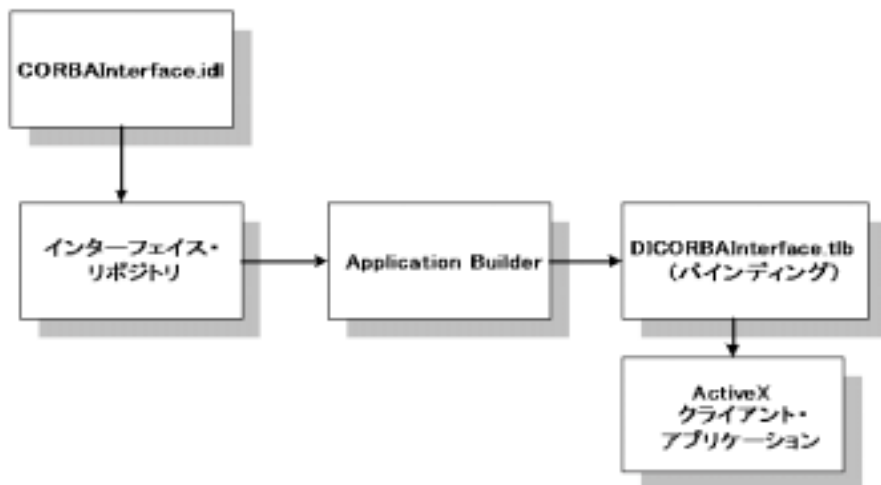 CORBAInterface.idl
インターフェイス・
リポジトリ
Application Builder
DICORBAInterface.tlb
(バインディング)
ActiveX
クライアント・
アプリケーション